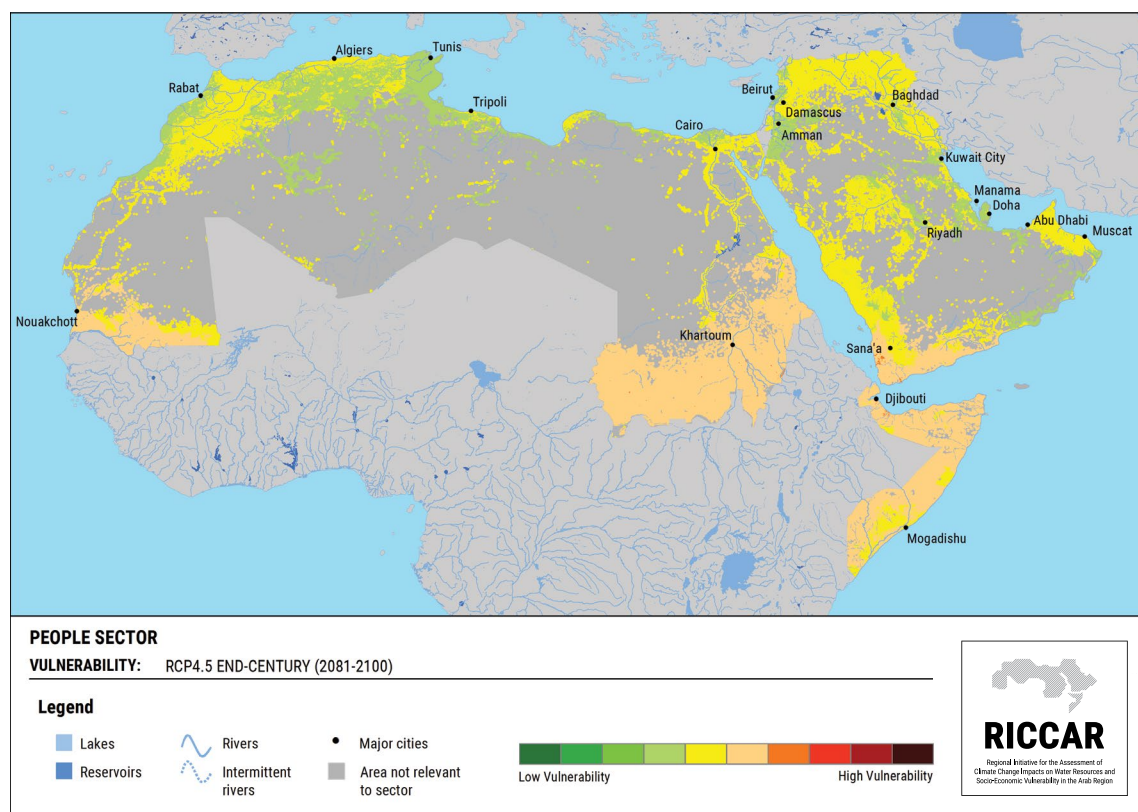 Algiers
Tunis
Rabat
Tripoli
Beirut
Damascus
Baghdad
Cairo
Amman
Kuwait City
Manama
Doha
Abu Dhabi
Riyadh
Muscat
Nouakchott
Khartoum
Sana'a
Djibouti
Mogadishu
PEOPLE SECTOR
VULNERABILITY: RCP4.5 END-CENTURY (2081-2100)
Legend
Lakes
Rivers
Major cities
Reservoirs
Intermittent
rivers
Area not relevant
to sector
Low Vulnerability
High Vulnerability
RICCAR
Regional Initiative for the Assessment of
Climate Change Impacts on Water Resources and
Socio-Economic Vulnerability in the Arab Region